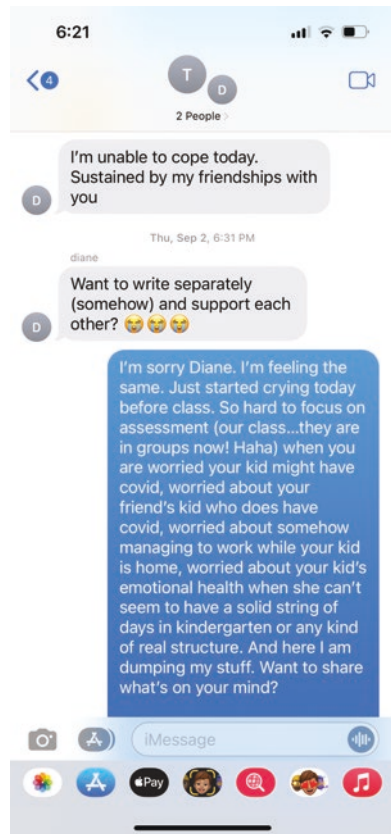 6:21
4
T
D
2 People
I'm unable to cope today.
Sustained by my friendships with
you
D
Thu, Sep 2, 6:31 PM
diane
Want to write separately
(somehow) and support each
other? 😭😭😭
D
I'm sorry Diane. I'm feeling the
same. Just started crying today
before class. So hard to focus on
assessment (our class...they are
in groups now! Haha) when you
are worried your kid might have
covid, worried about your
friend's kid who does have
covid, worried about somehow
managing to work while your kid
is home, worried about your kid's
emotional health when she can't
seem to have a solid string of
days in kindergarten or any kind
of real structure. And here I am
dumping my stuff. Want to share
what's on your mind?
iMessage
Pay